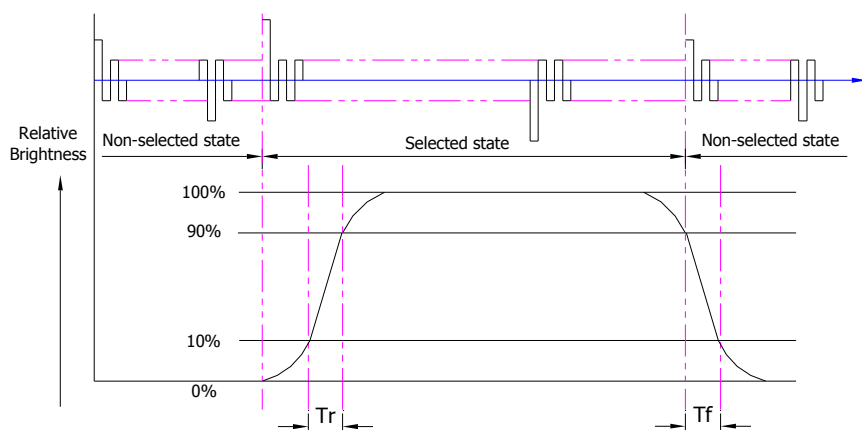 Relative
Brightness
Non-selected state
Selected state
Non-selected state
100%
90%
10%
0%
Tr
Tf